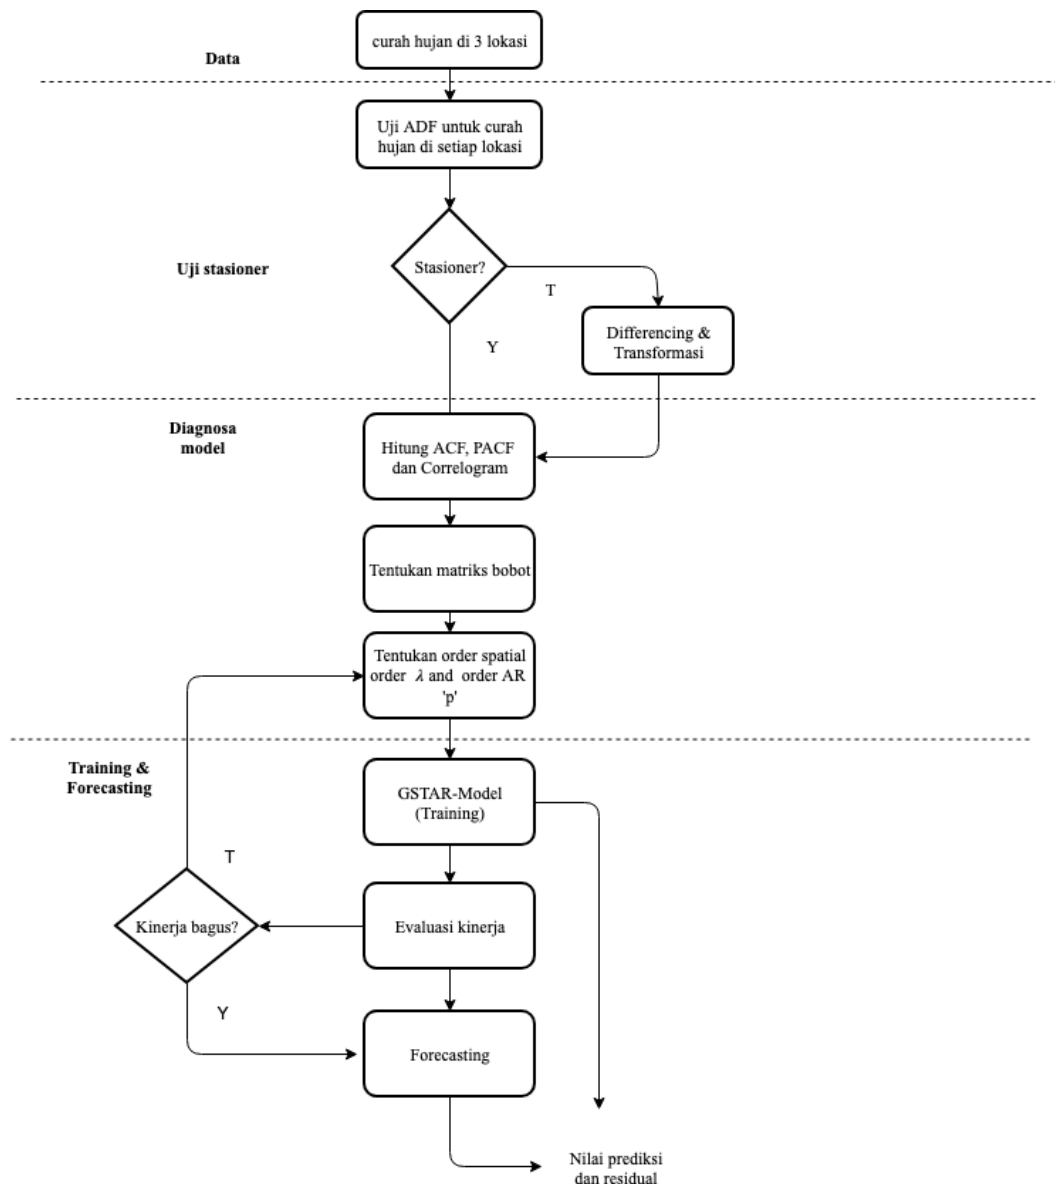 curah hujan di 3 lokasi
Data
Uji ADF untuk curah
hujan di setiap lokasi
Stasioner?
Uji stasioner
T
Y
Differencing &
Transformasi
Diagnosa
model
Hitung ACF, PACF
dan Correlogram
Tentukan matriks bobot
Tentukan order spatial
order λ and order AR
'p'
Training &
Forecasting
GSTAR-Model
(Training)
T
Kinerja bagus?
Evaluasi kinerja
Y
Forecasting
Nilai prediksi
dan residual